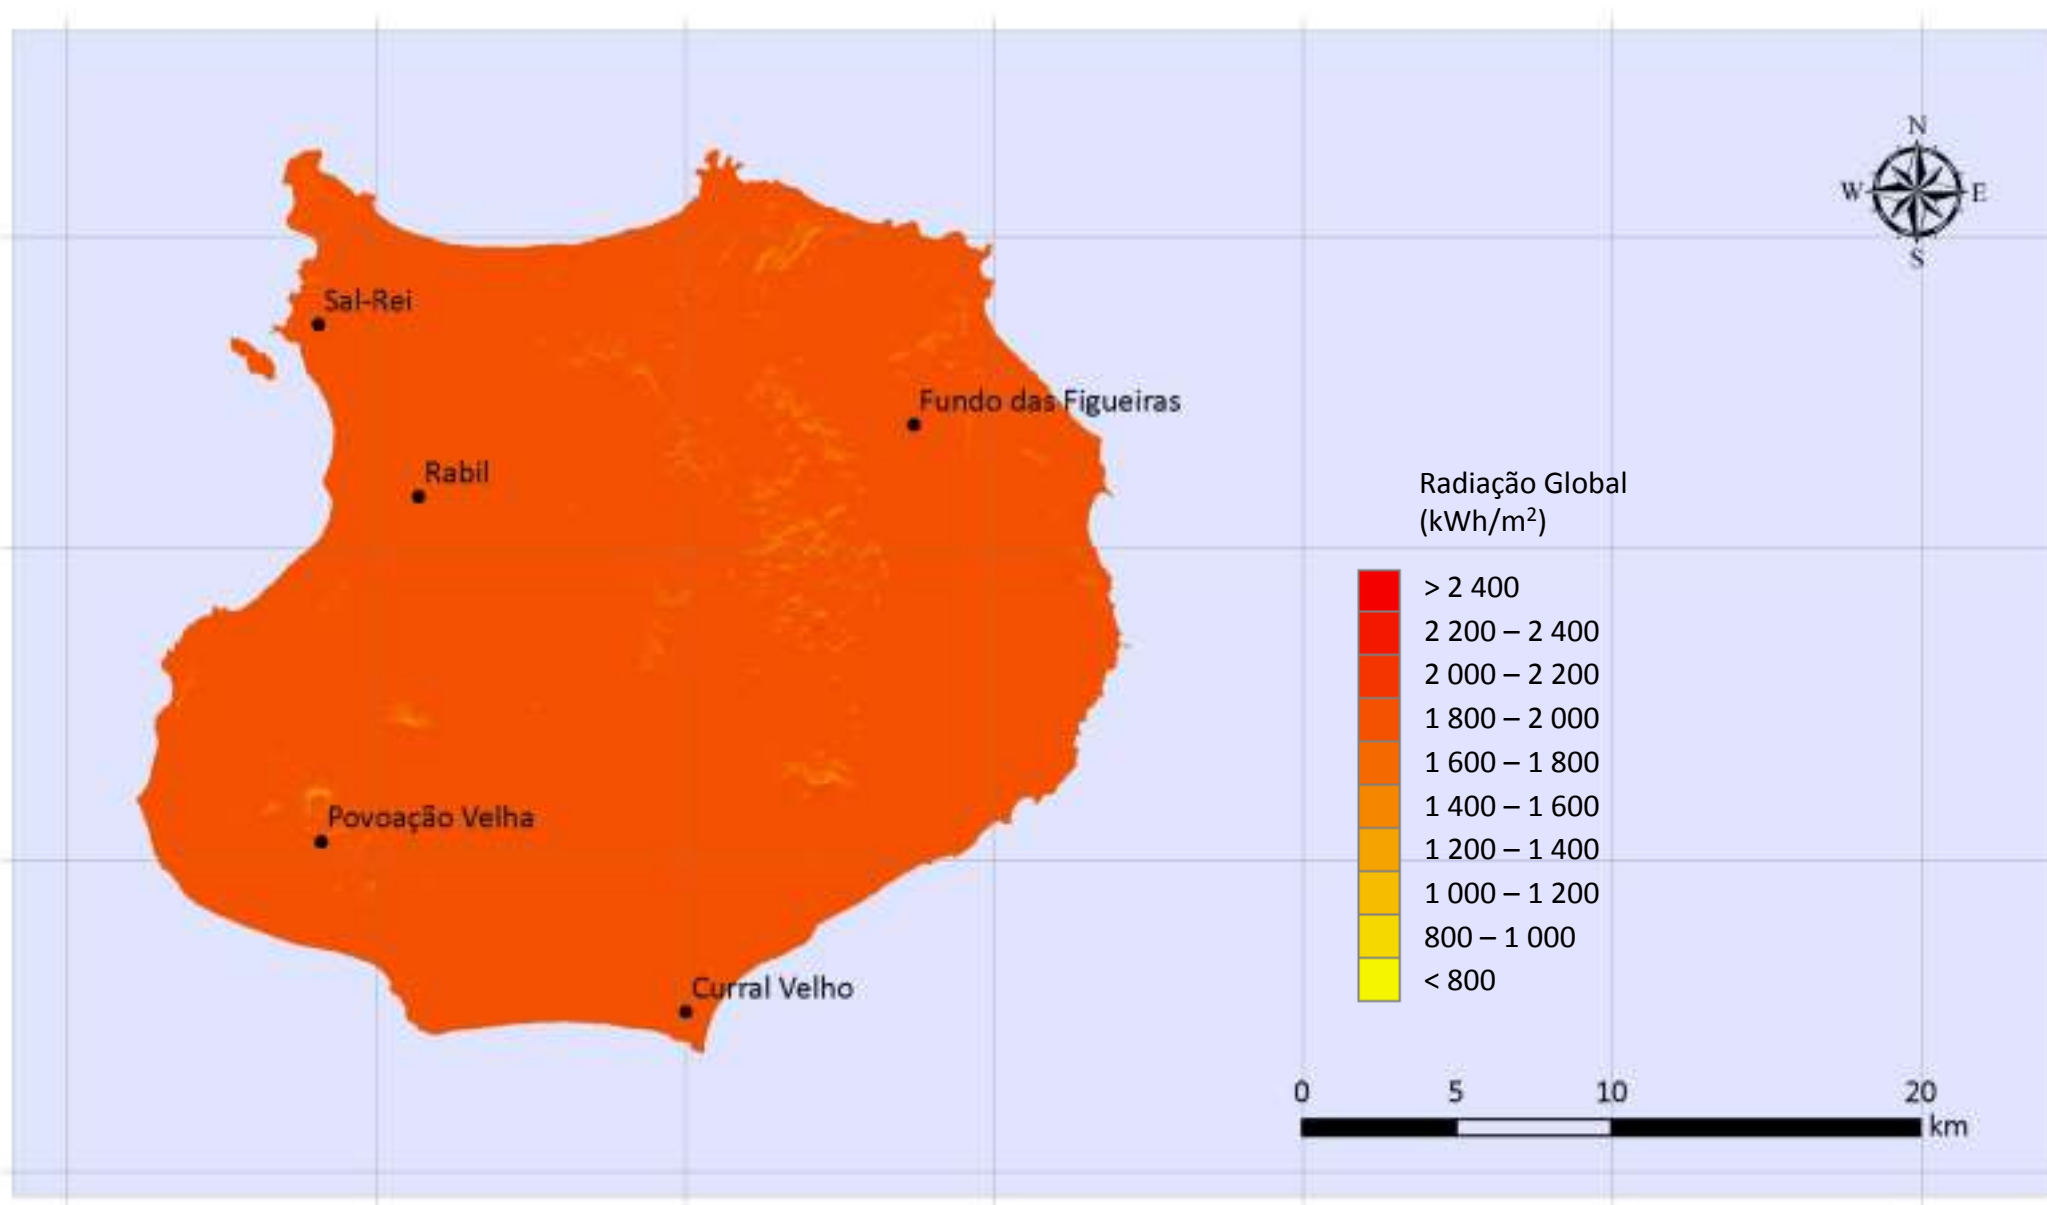 N
W
E
S
Sal-Rei
Fundo das Figueiras
Rabil
Povoação Velha
Curral Velho
Radiação Global
(kWh/m²)
> 2 400
2 200 – 2 400
2 000 – 2 200
1 800 – 2 000
1 600 – 1 800
1 400 – 1 600
1 200 – 1 400
1 000 – 1 200
800 – 1 000
< 800
0 5 10 20
km